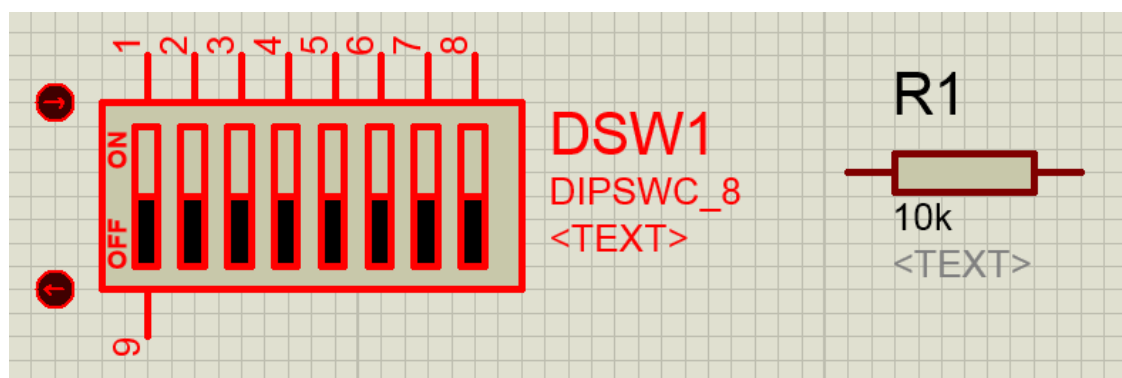 1 2 3 4 5 6 7 8
ON
OFF
9
DSW1
DIPSWC_8
<TEXT>
R1
10k
<TEXT>